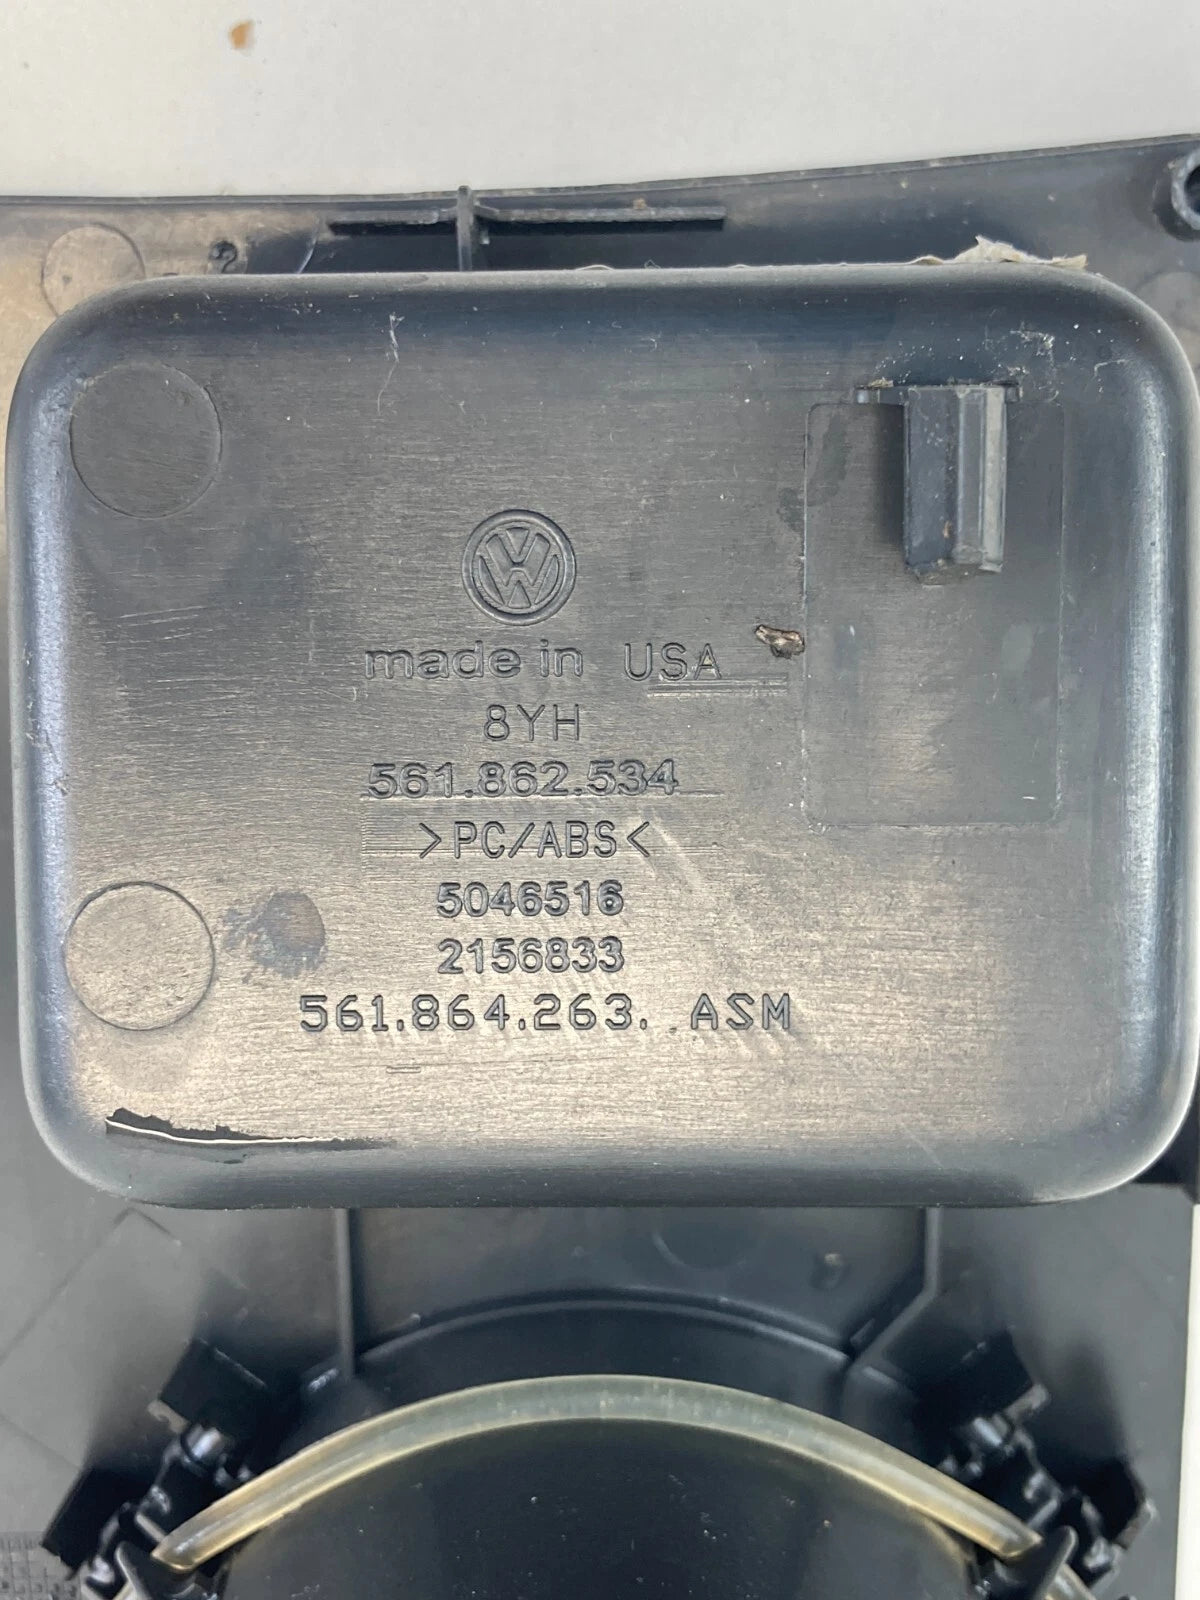 made in USA
8YH
561.862.534
>PC/ABS<
5046516
2156833
561.864.263. ASM